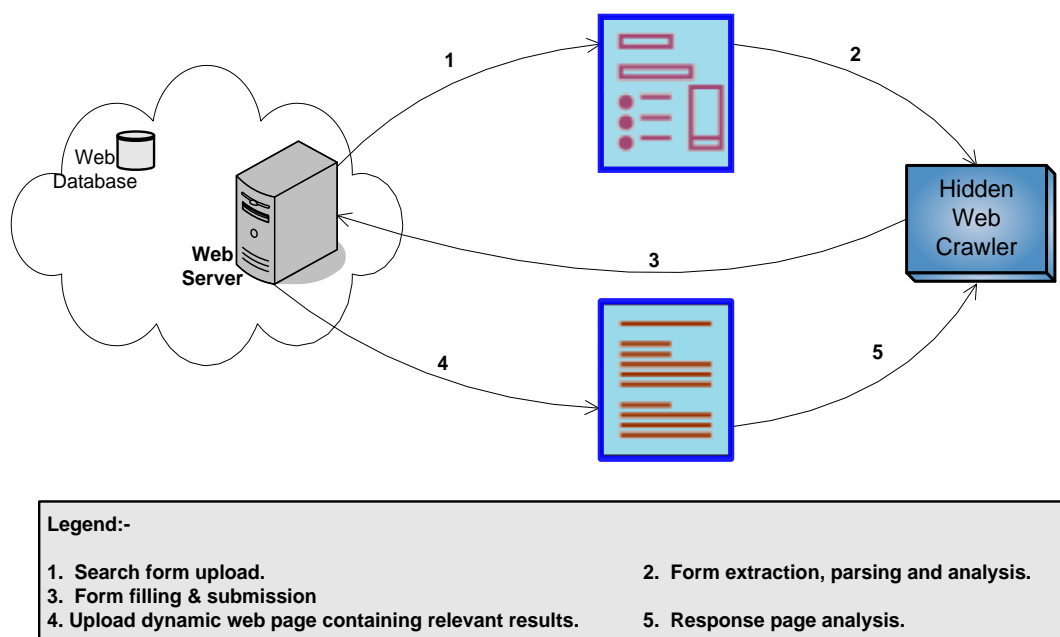 1
2
Web
Database
Hidden
Web
Crawler
Web
Server
3
4
5
Legend:-
1. Search form upload.
2. Form extraction, parsing and analysis.
3. Form filling & submission
4. Upload dynamic web page containing relevant results.
5. Response page analysis.